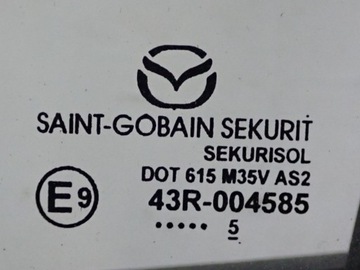 SAINT-GOBAIN SEKURIT
SEKURISOL
DOT 615 M35V AS2
E9 43R-004585
..... 5